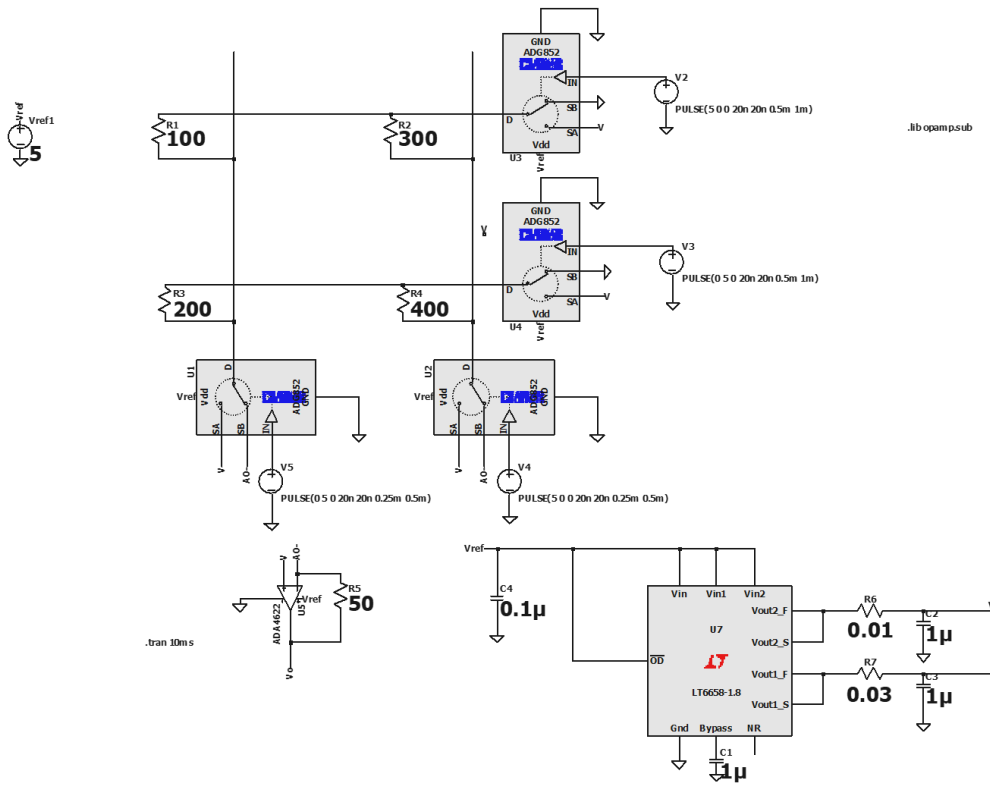 GND
ADG852
IN
SB
D
SA
V
Vdd
U3
Vref
V2
PULSE(5 0 0 20n 20n 0.5m 1m)
Vref
Vref1
5
R1
100
R2
300
.lib opamp.sub
GND
ADG852
IN
SB
D
SA
V
Vdd
U4
Vref
V3
PULSE(0 5 0 20n 20n 0.5m 1m)
V
R3
200
R4
400
U1
D
Vref
Vdd
ADG852
GND
SA
SB
IN
V
AO-
V5
PULSE(0 5 0 20n 20n 0.25m 0.5m)
U2
D
Vref
Vdd
ADG852
GND
SA
SB
IN
V
AO-
V4
PULSE(5 0 0 20n 20n 0.25m 0.5m)
V
AO-
Vref
U5
ADA4622
R5
50
Vo
.tran 10ms
Vref
C4
0.1µ
Vin
Vin1
Vin2
Vout2_F
U7
Vout2_S
OD
Vout1_F
LT6658-1.8
Vout1_S
Gnd
Bypass
NR
C1
1µ
R6
0.01
C2
1µ
R7
0.03
C3
1µ